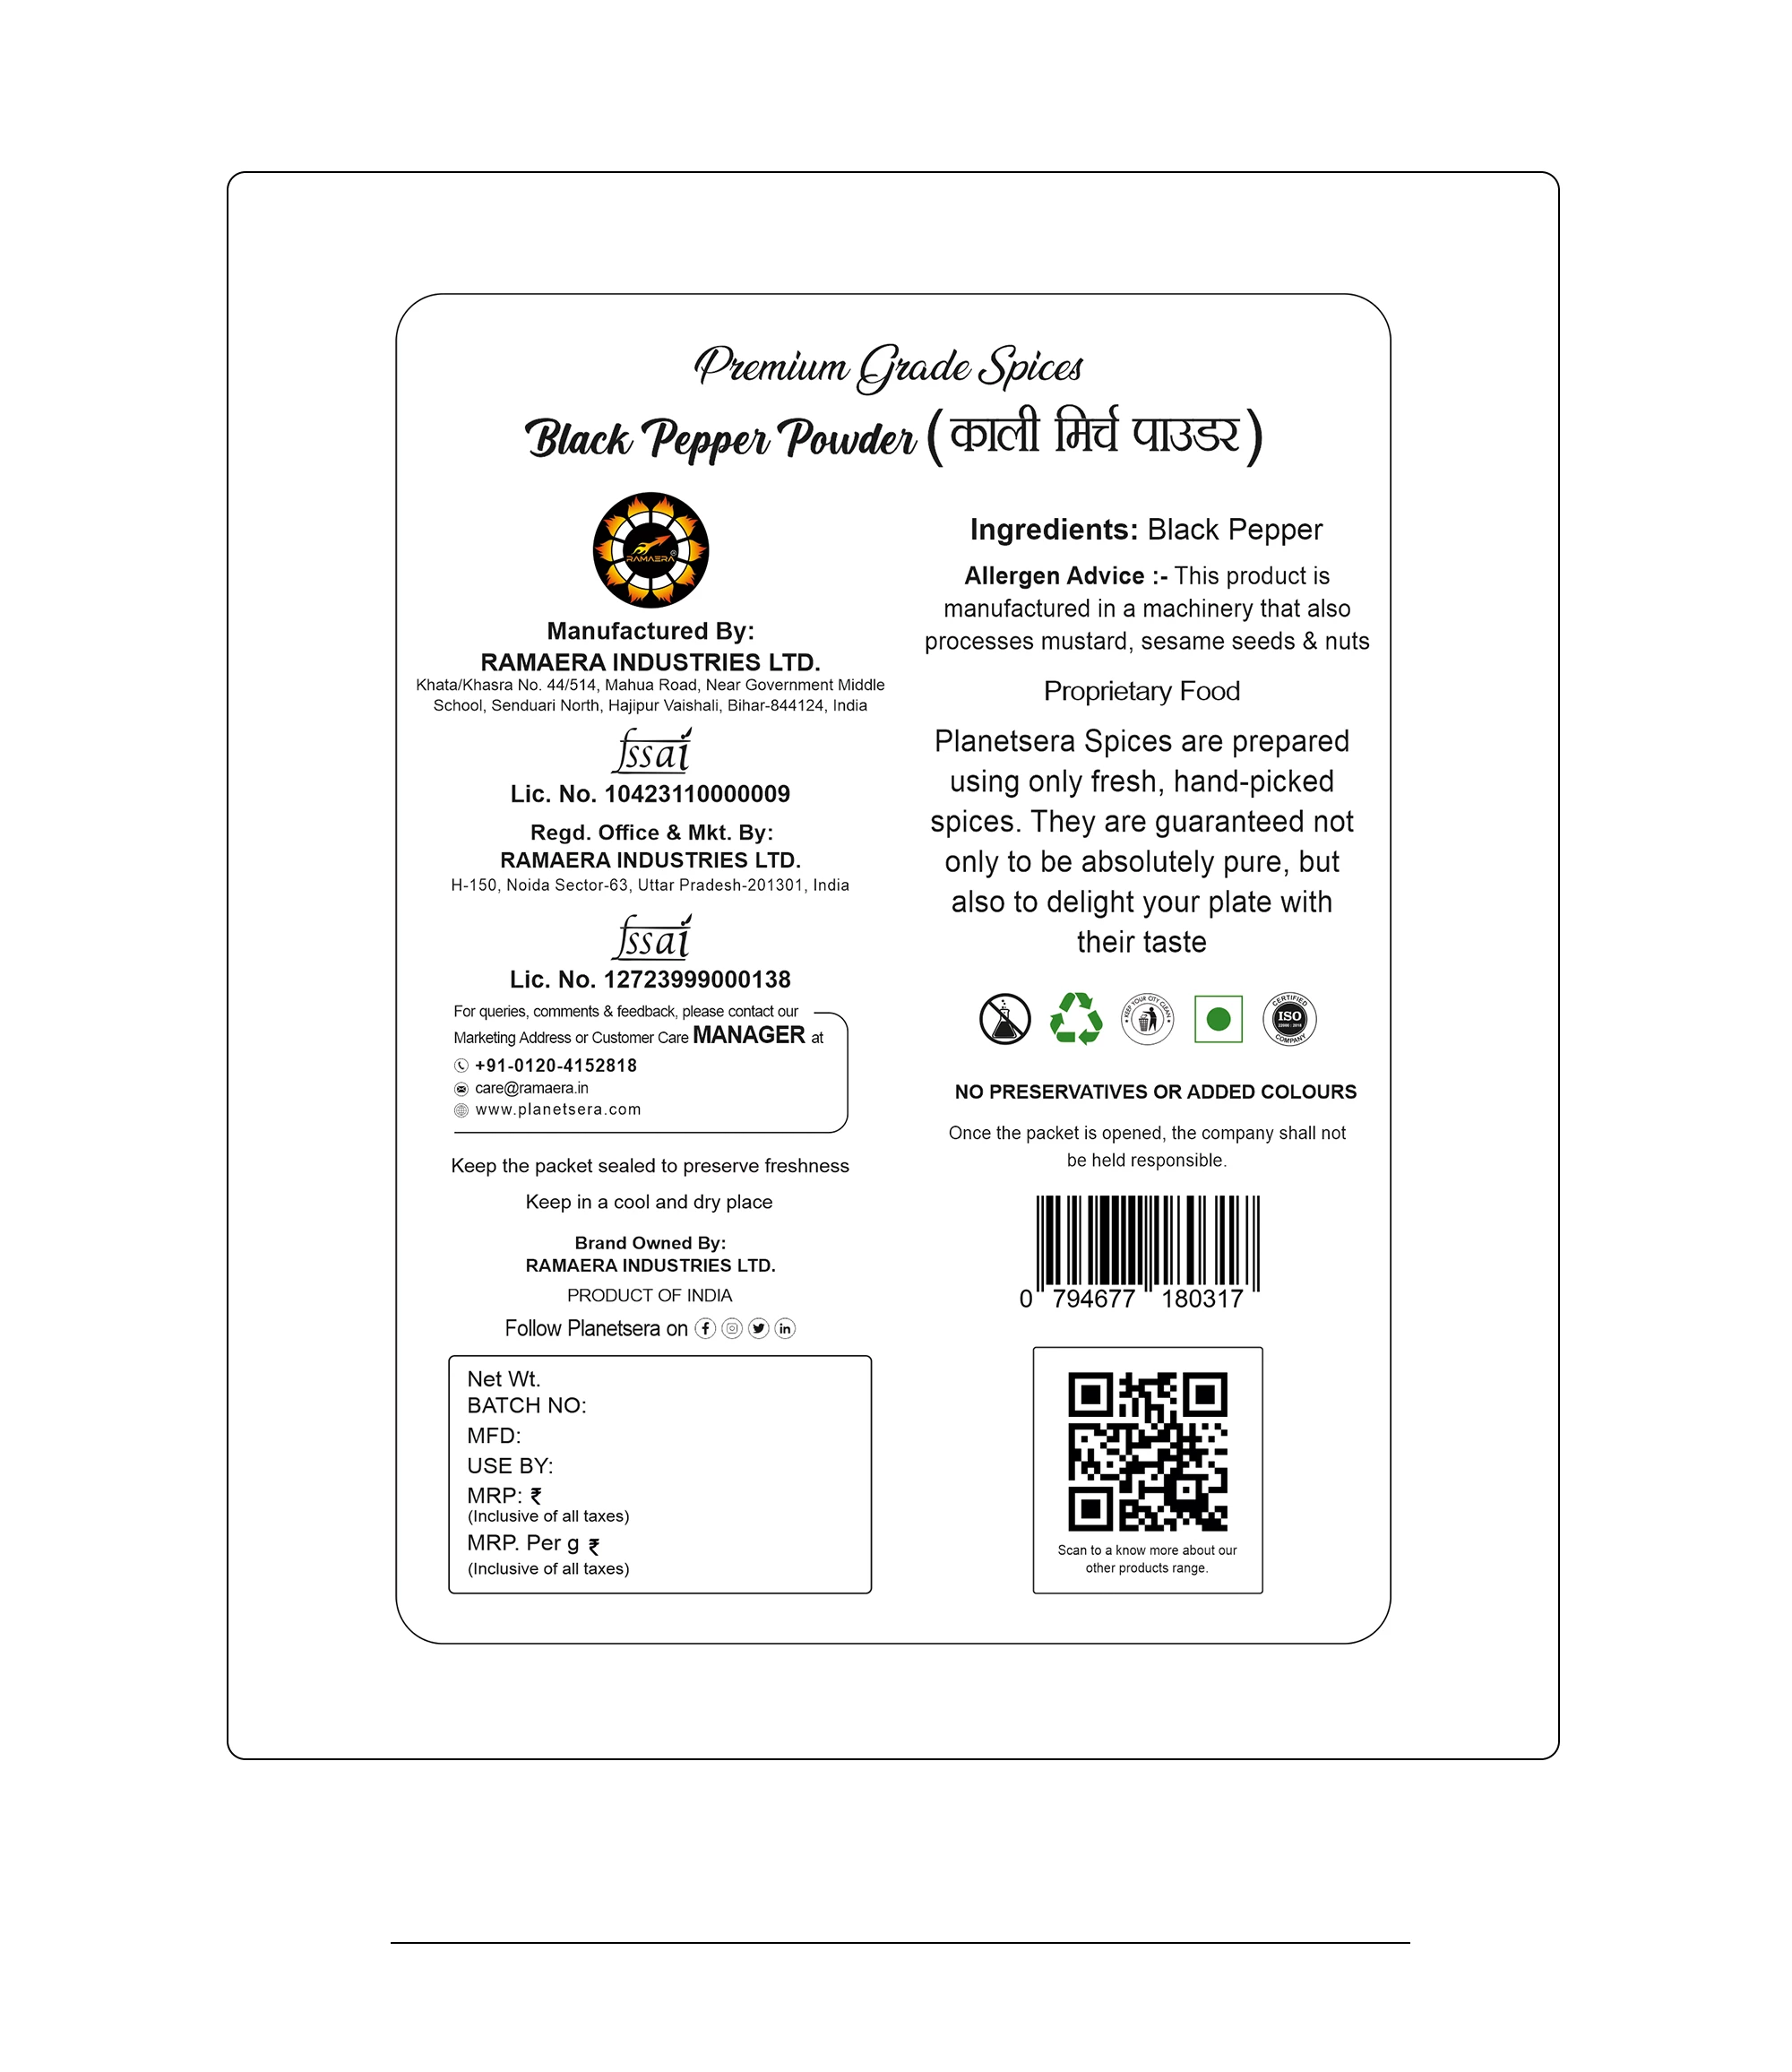 Premium Grade Spices
Black Pepper Powder (काली मिर्च पाउडर)
RAMAERA®
Manufactured By:
RAMAERA INDUSTRIES LTD.
Khata/Khasra No. 44/514, Mahua Road, Near Government Middle
School, Senduari North, Hajipur Vaishali, Bihar-844124, India
fssai
Lic. No. 10423110000009
Regd. Office & Mkt. By:
RAMAERA INDUSTRIES LTD.
H-150, Noida Sector-63, Uttar Pradesh-201301, India
fssai
Lic. No. 12723999000138
For queries, comments & feedback, please contact our
Marketing Address or Customer Care MANAGER at
+91-0120-4152818
care@ramaera.in
www.planetsera.com
Keep the packet sealed to preserve freshness
Keep in a cool and dry place
Brand Owned By:
RAMAERA INDUSTRIES LTD.
PRODUCT OF INDIA
Follow Planetsera on
Net Wt.
BATCH NO:
MFD:
USE BY:
MRP: ₹
(Inclusive of all taxes)
MRP. Per g ₹
(Inclusive of all taxes)
Ingredients: Black Pepper
Allergen Advice :- This product is
manufactured in a machinery that also
processes mustard, sesame seeds & nuts
Proprietary Food
Planetsera Spices are prepared
using only fresh, hand-picked
spices. They are guaranteed not
only to be absolutely pure, but
also to delight your plate with
their taste
KEEP YOUR CITY CLEAN
CERTIFIED
ISO
22000 : 2018
COMPANY
NO PRESERVATIVES OR ADDED COLOURS
Once the packet is opened, the company shall not
be held responsible.
0 794677 180317
Scan to a know more about our
other products range.